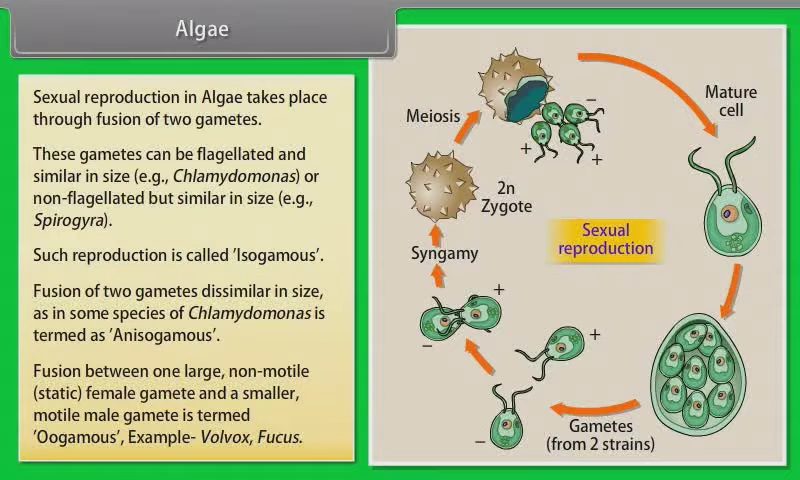 Algae
Sexual reproduction in Algae takes place
through fusion of two gametes.
These gametes can be flagellated and
similar in size (e.g., Chlamydomonas) or
non-flagellated but similar in size (e.g.,
Spirogyra).
Such reproduction is called 'Isogamous'.
Fusion of two gametes dissimilar in size,
as in some species of Chlamydomonas is
termed as 'Anisogamous'.
Fusion between one large, non-motile
(static) female gamete and a smaller,
motile male gamete is termed
'Oogamous', Example- Volvox, Fucus.
Meiosis
−
+
+
Mature
cell
2n
Zygote
Sexual
reproduction
Syngamy
+
−
+
−
Gametes
(from 2 strains)